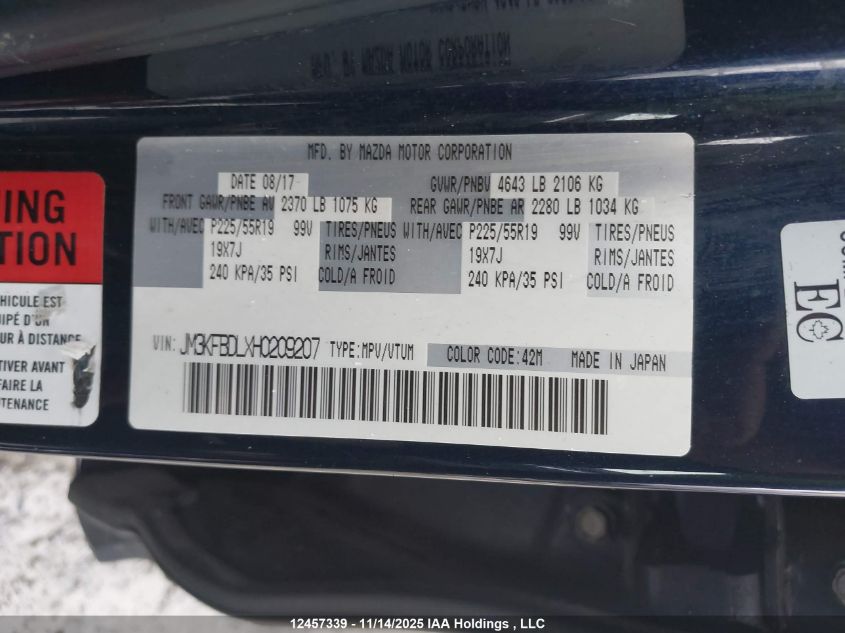 MFD. BY MAZDA MOTOR CORPORATION
DATE 08/17 GVWR/PNBV 4643 LB 2106 KG
FRONT GAWR/PNBE AV 2370 LB 1075 KG REAR GAWR/PNBE AR 2280 LB 1034 KG
WITH/AVEC P225/55R19 99V TIRES/PNEUS WITH/AVEC P225/55R19 99V TIRES/PNEUS
19X7J RIMS/JANTES 19X7J RIMS/JANTES
240 KPA/35 PSI COLD/A FROID 240 KPA/35 PSI COLD/A FROID
VIN: JM3KFBDLXH0209207 TYPE:MPV/VTUM COLOR CODE:42M MADE IN JAPAN
ING
TION
HICULE EST
IPÉ D'UN
UR À DISTANCE
TIVER AVANT
FAIRE LA
TENANCE
EC
12457339 - 11/14/2025 IAA Holdings , LLC